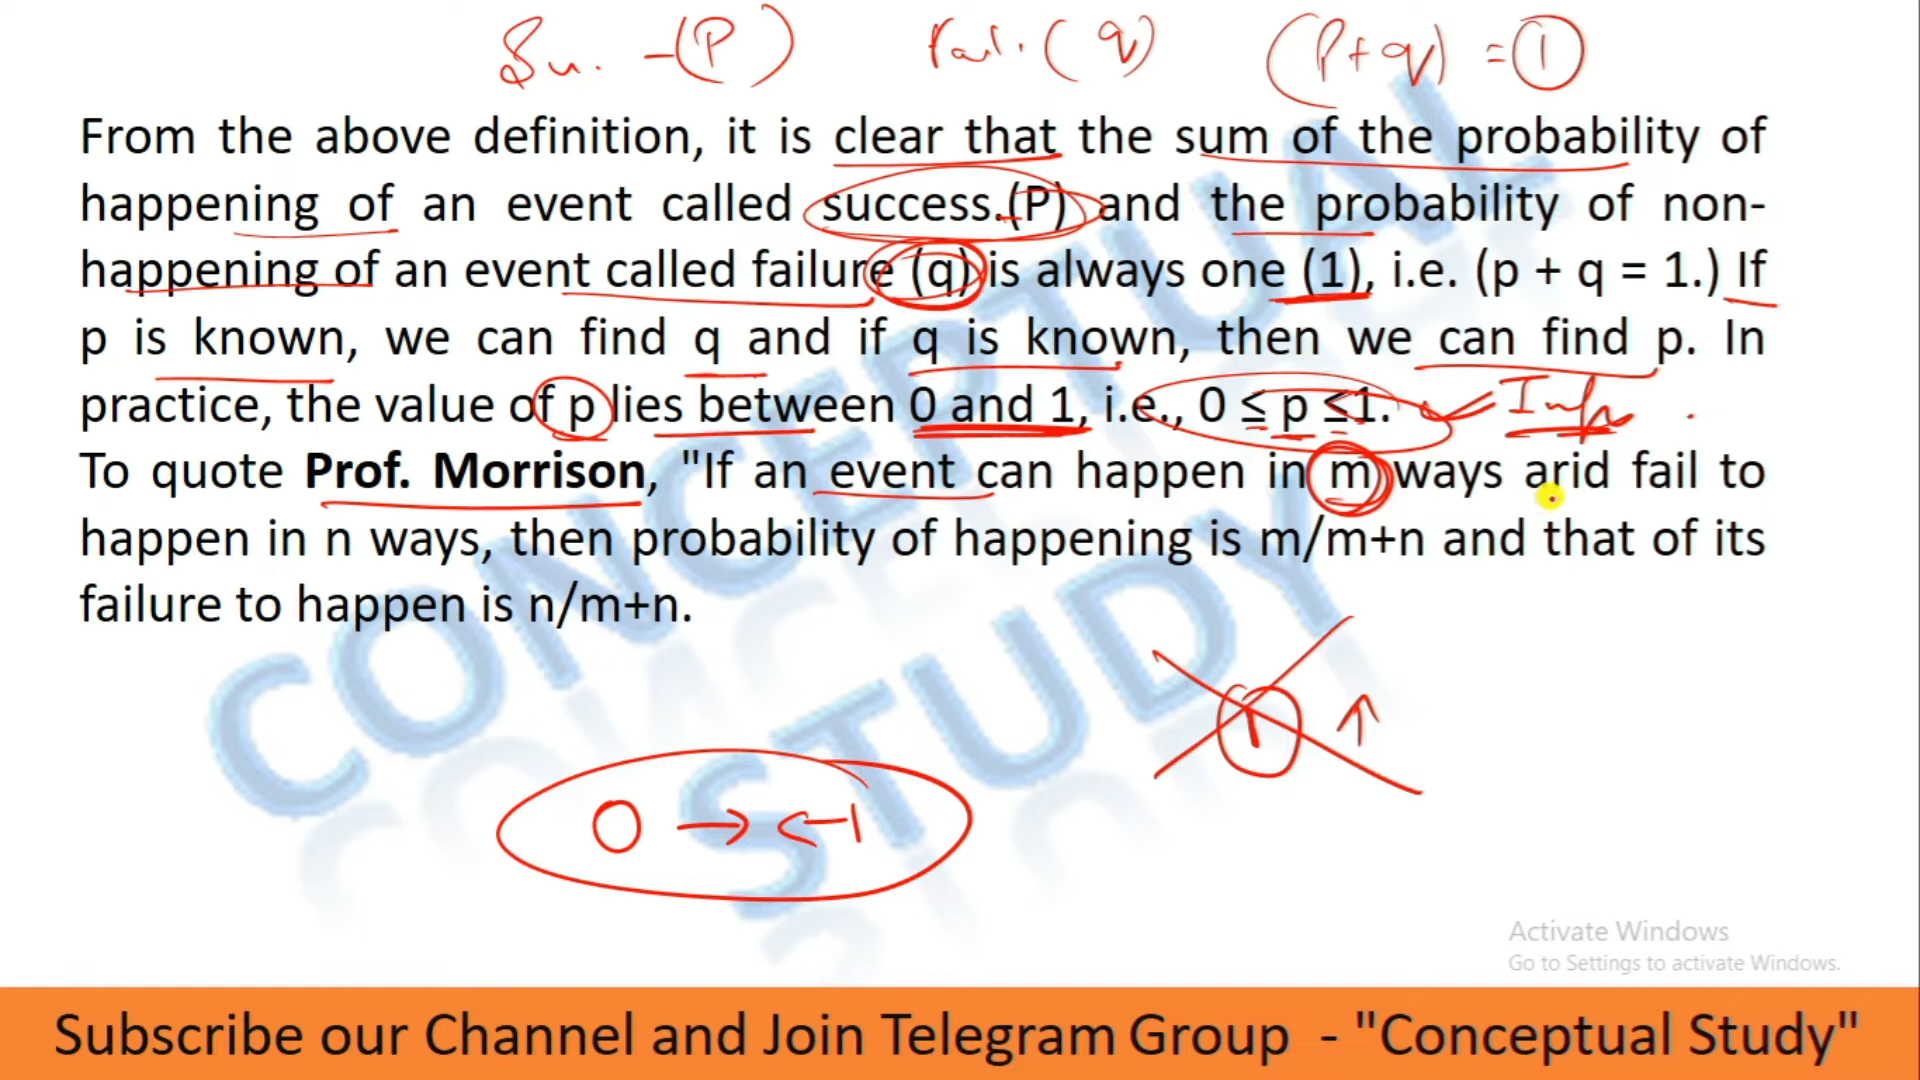 Su. -(P) fail. (q) (P+q) = 1
From the above definition, it is clear that the sum of the probability of
happening of an event called success.(P) and the probability of non-
happening of an event called failure (q) is always one (1), i.e. (p + q = 1.) If
p is known, we can find q and if q is known, then we can find p. In
practice, the value of p lies between 0 and 1, i.e., 0 ≤ p ≤1.
To quote Prof. Morrison, "If an event can happen in m ways arid fail to
happen in n ways, then probability of happening is m/m+n and that of its
failure to happen is n/m+n.
1 ↑
0 → ← 1
CONCEPTUAL
STUDY
Activate Windows
Go to Settings to activate Windows.
Subscribe our Channel and Join Telegram Group - "Conceptual Study"